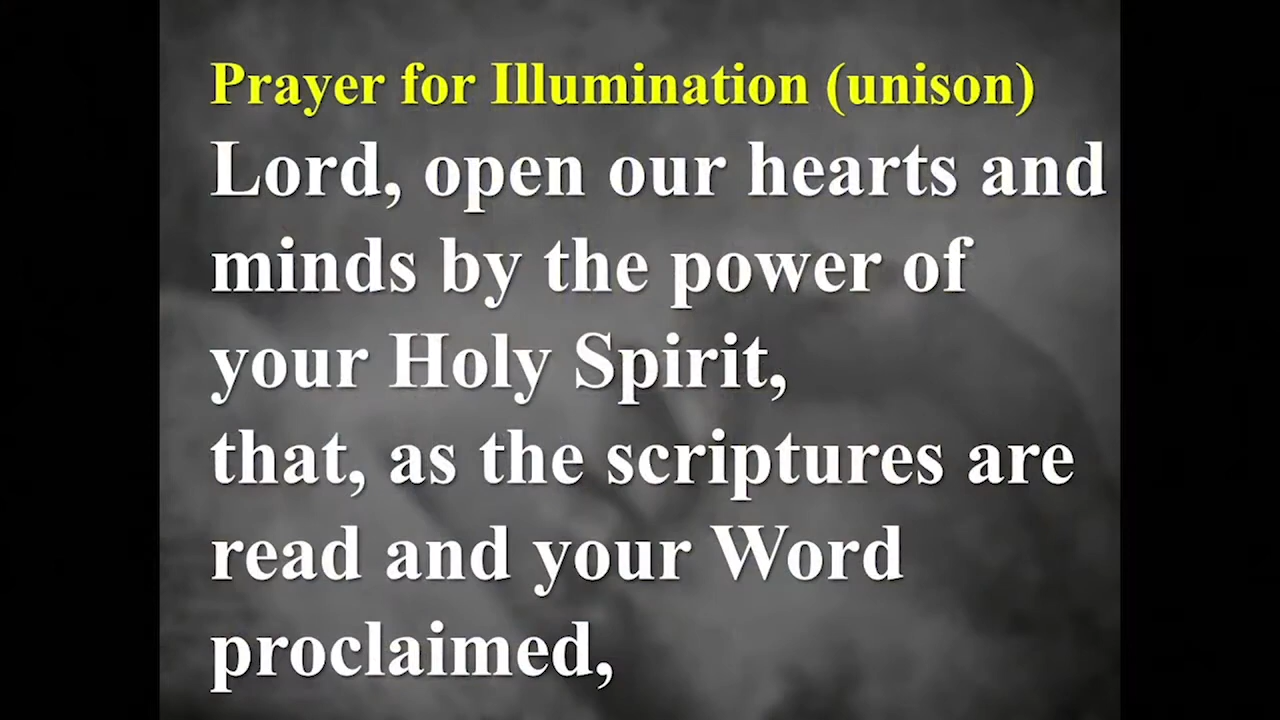 Prayer for Illumination (unison)
Lord, open our hearts and
minds by the power of
your Holy Spirit,
that, as the scriptures are
read and your Word
proclaimed,